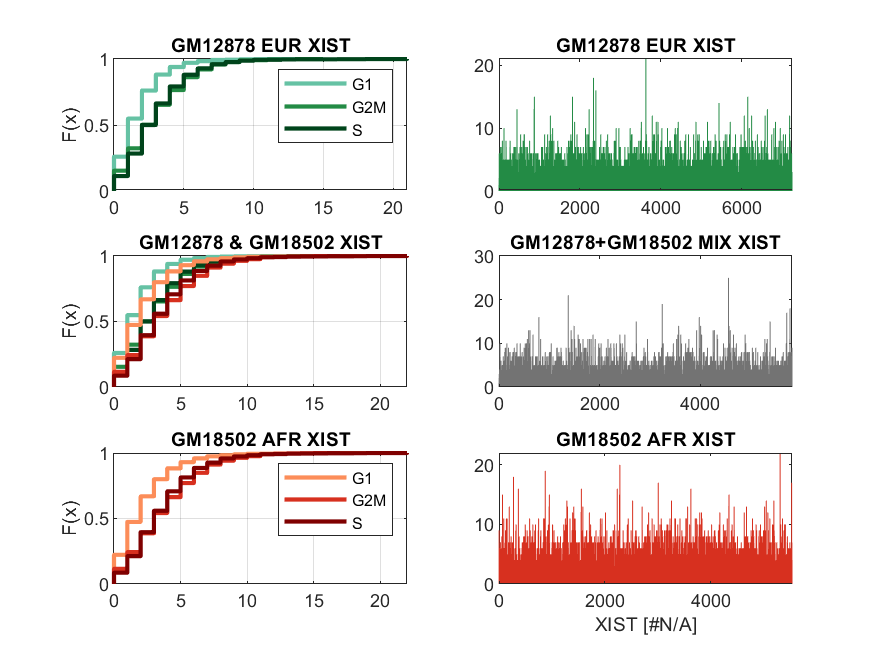 GM12878 EUR XIST
F(x)
1
0.5
0
0 5 10 15 20
G1
G2M
S
GM12878 EUR XIST
20
10
0
0 2000 4000 6000
GM12878 & GM18502 XIST
F(x)
1
0.5
0
0 5 10 15 20
GM12878+GM18502 MIX XIST
30
20
10
0
0 2000 4000
GM18502 AFR XIST
F(x)
1
0.5
0
0 5 10 15 20
G1
G2M
S
GM18502 AFR XIST
20
10
0
0 2000 4000
XIST [#N/A]